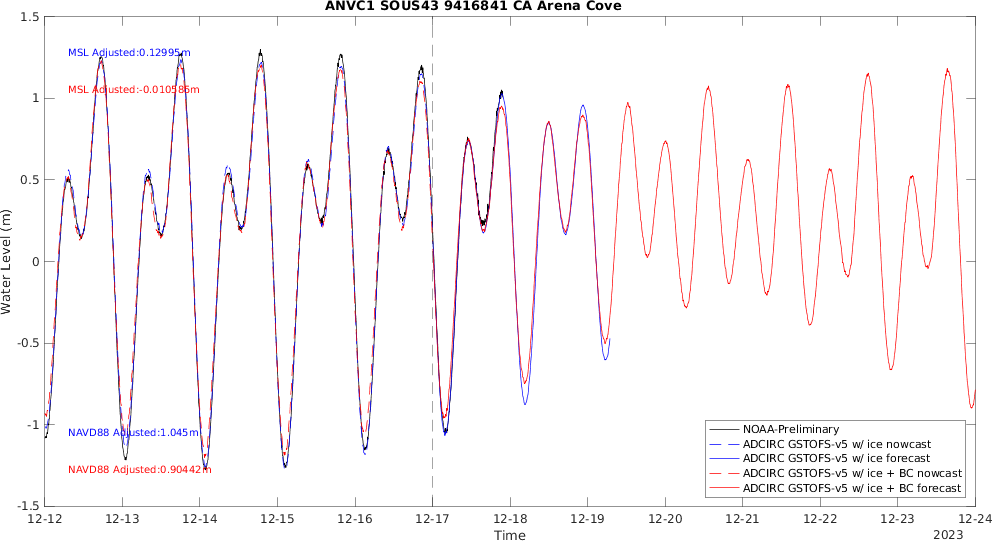 ANVC1 SOUS43 9416841 CA Arena Cove
1.5
1
0.5
0
-0.5
-1
-1.5
Water Level (m)
MSL Adjusted:0.12995m
MSL Adjusted:-0.010586m
NAVD88 Adjusted:1.045m
NAVD88 Adjusted:0.90442m
NOAA-Preliminary
ADCIRC GSTOFS-v5 w/ ice nowcast
ADCIRC GSTOFS-v5 w/ ice forecast
ADCIRC GSTOFS-v5 w/ ice + BC nowcast
ADCIRC GSTOFS-v5 w/ ice + BC forecast
12-12 12-13 12-14 12-15 12-16 12-17 12-18 12-19 12-20 12-21 12-22 12-23 12-24
Time
2023